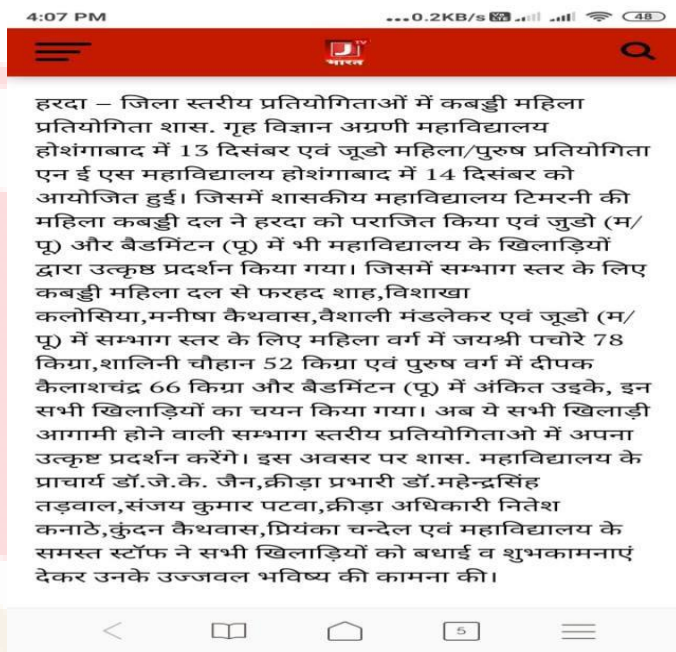 4:07 PM
...0.2KB/s
48
J TV
भारत
हरदा – जिला स्तरीय प्रतियोगिताओं में कबड्डी महिला
प्रतियोगिता शास. गृह विज्ञान अग्रणी महाविद्यालय
होशंगाबाद में 13 दिसंबर एवं जूडो महिला/पुरुष प्रतियोगिता
एन ई एस महाविद्यालय होशंगाबाद में 14 दिसंबर को
आयोजित हुई। जिसमें शासकीय महाविद्यालय टिमरनी की
महिला कबड्डी दल ने हरदा को पराजित किया एवं जुडो (म/
पू) और बैडमिंटन (पू) में भी महाविद्यालय के खिलाड़ियों
द्वारा उत्कृष्ठ प्रदर्शन किया गया। जिसमें सम्भाग स्तर के लिए
कबड्डी महिला दल से फरहद शाह,विशाखा
कलोसिया,मनीषा कैथवास,वैशाली मंडलेकर एवं जूडो (म/
पू) में सम्भाग स्तर के लिए महिला वर्ग में जयश्री पचोरे 78
किग्रा,शालिनी चौहान 52 किग्रा एवं पुरुष वर्ग में दीपक
कैलाशचंद्र 66 किग्रा और बैडमिंटन (पू) में अंकित उइके, इन
सभी खिलाड़ियों का चयन किया गया। अब ये सभी खिलाड़ी
आगामी होने वाली सम्भाग स्तरीय प्रतियोगिताओ में अपना
उत्कृष्ट प्रदर्शन करेंगे। इस अवसर पर शास. महाविद्यालय के
प्राचार्य डॉ.जे.के. जैन,क्रीड़ा प्रभारी डॉ.महेन्द्रसिंह
तड़वाल,संजय कुमार पटवा,क्रीड़ा अधिकारी नितेश
कनाठे,कुंदन कैथवास,प्रियंका चन्देल एवं महाविद्यालय के
समस्त स्टॉफ ने सभी खिलाड़ियों को बधाई व शुभकामनाएं
देकर उनके उज्जवल भविष्य की कामना की।
5